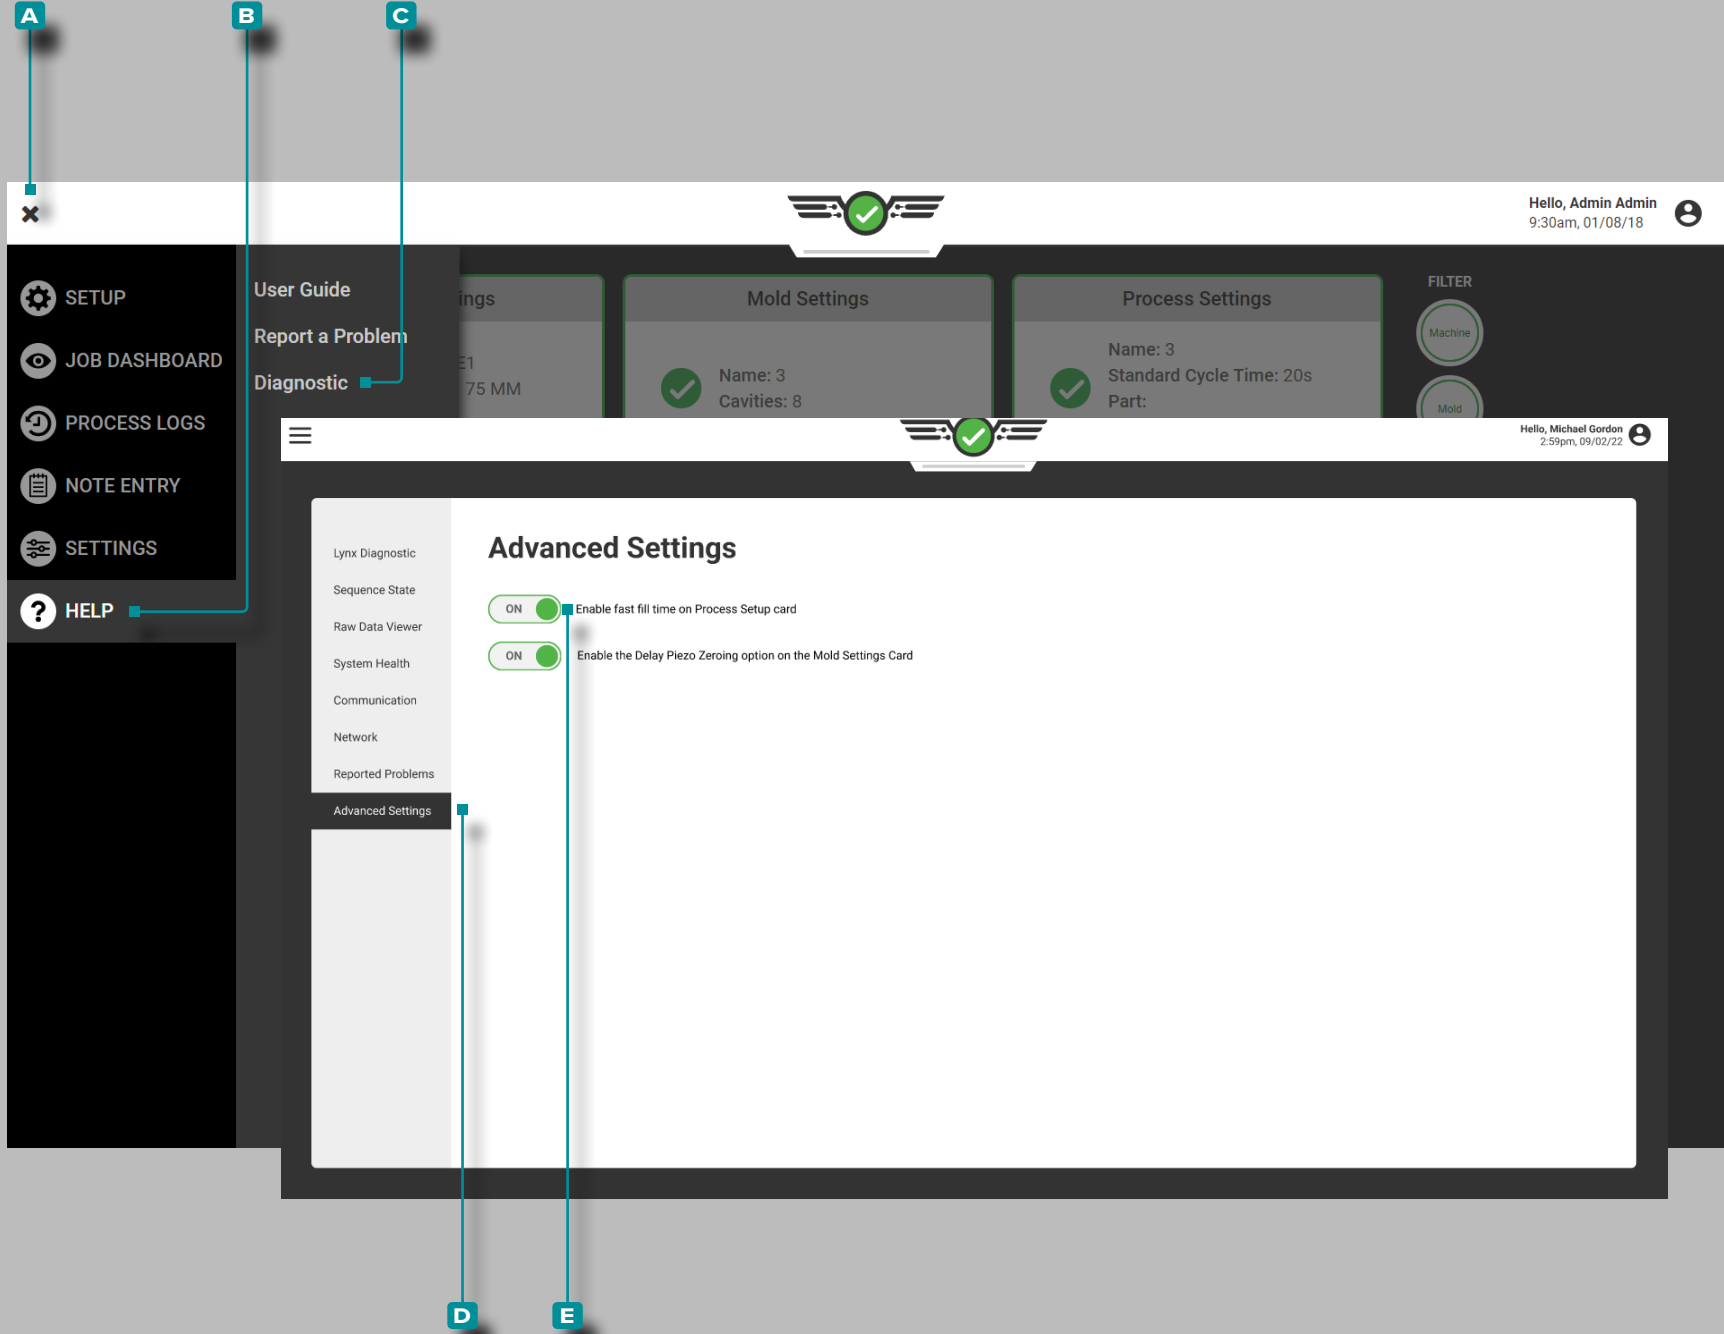 A
B
C
Hello, Admin Admin
9:30am, 01/08/18
SETUP
JOB DASHBOARD
PROCESS LOGS
NOTE ENTRY
SETTINGS
? HELP
User Guide
Report a Problem
Diagnostic
ings
E1
75 MM
Mold Settings
Name: 3
Cavities: 8
Process Settings
Name: 3
Standard Cycle Time: 20s
Part:
FILTER
Machine
Mold
Hello, Michael Gordon
2:59pm, 09/02/22
Lynx Diagnostic
Sequence State
Raw Data Viewer
System Health
Communication
Network
Reported Problems
Advanced Settings
Advanced Settings
ON Enable fast fill time on Process Setup card
ON Enable the Delay Piezo Zeroing option on the Mold Settings Card
D
E